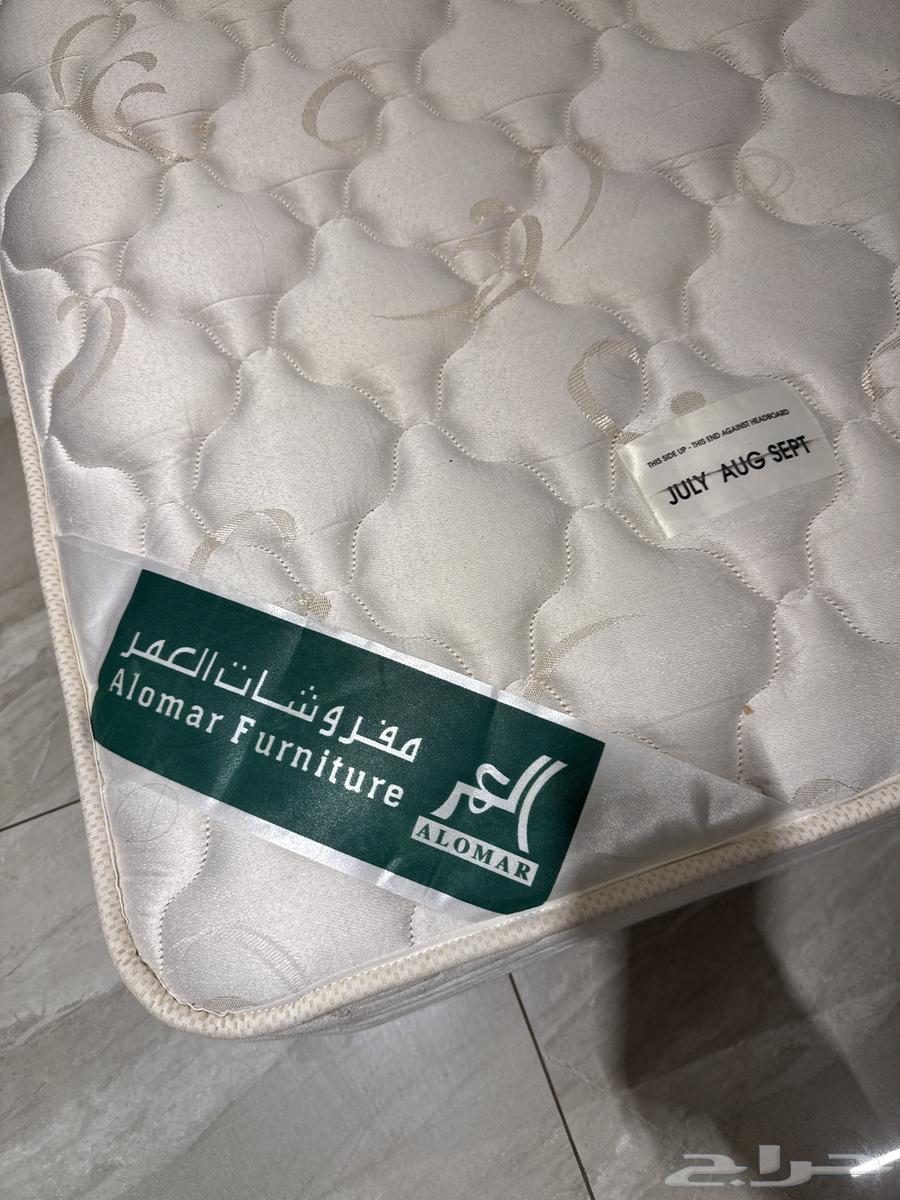 THIS SIDE UP - THIS END AGAINST HEADBOARD
JULY AUG SEPT
مفروشات العمر
Alomar Furniture
العمر
ALOMAR
حراج